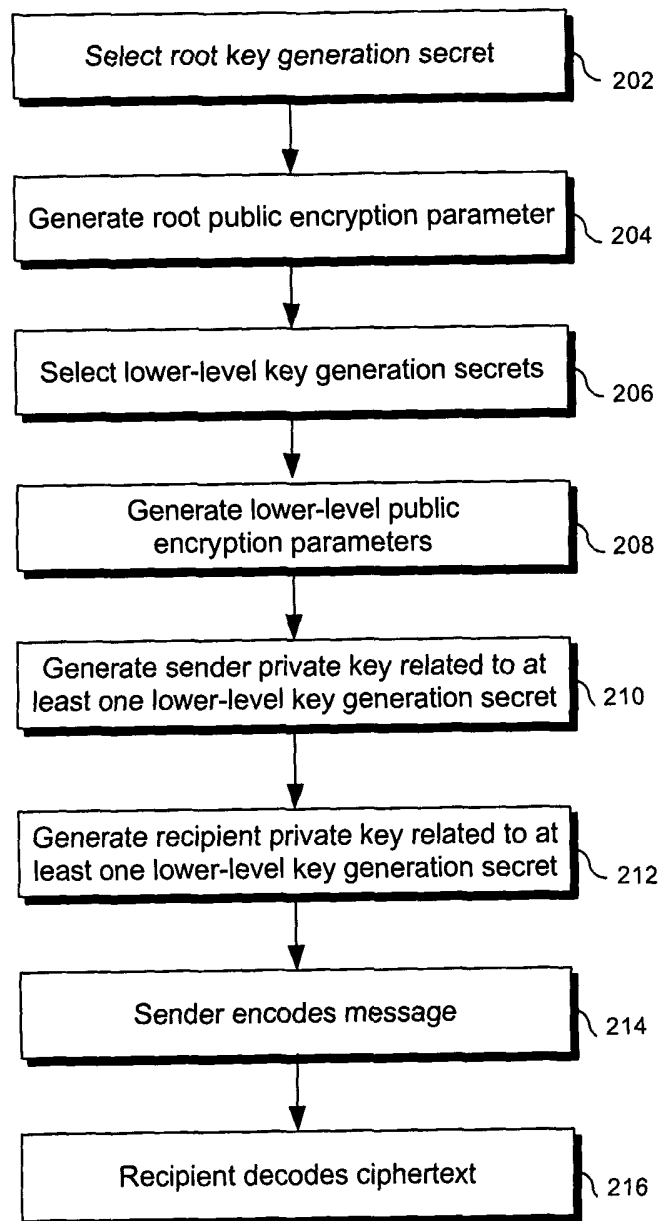 Select root key generation secret
202
Generate root public encryption parameter
204
Select lower-level key generation secrets
206
Generate lower-level public
encryption parameters
208
Generate sender private key related to at
least one lower-level key generation secret
210
Generate recipient private key related to at
least one lower-level key generation secret
212
Sender encodes message
214
Recipient decodes ciphertext
216